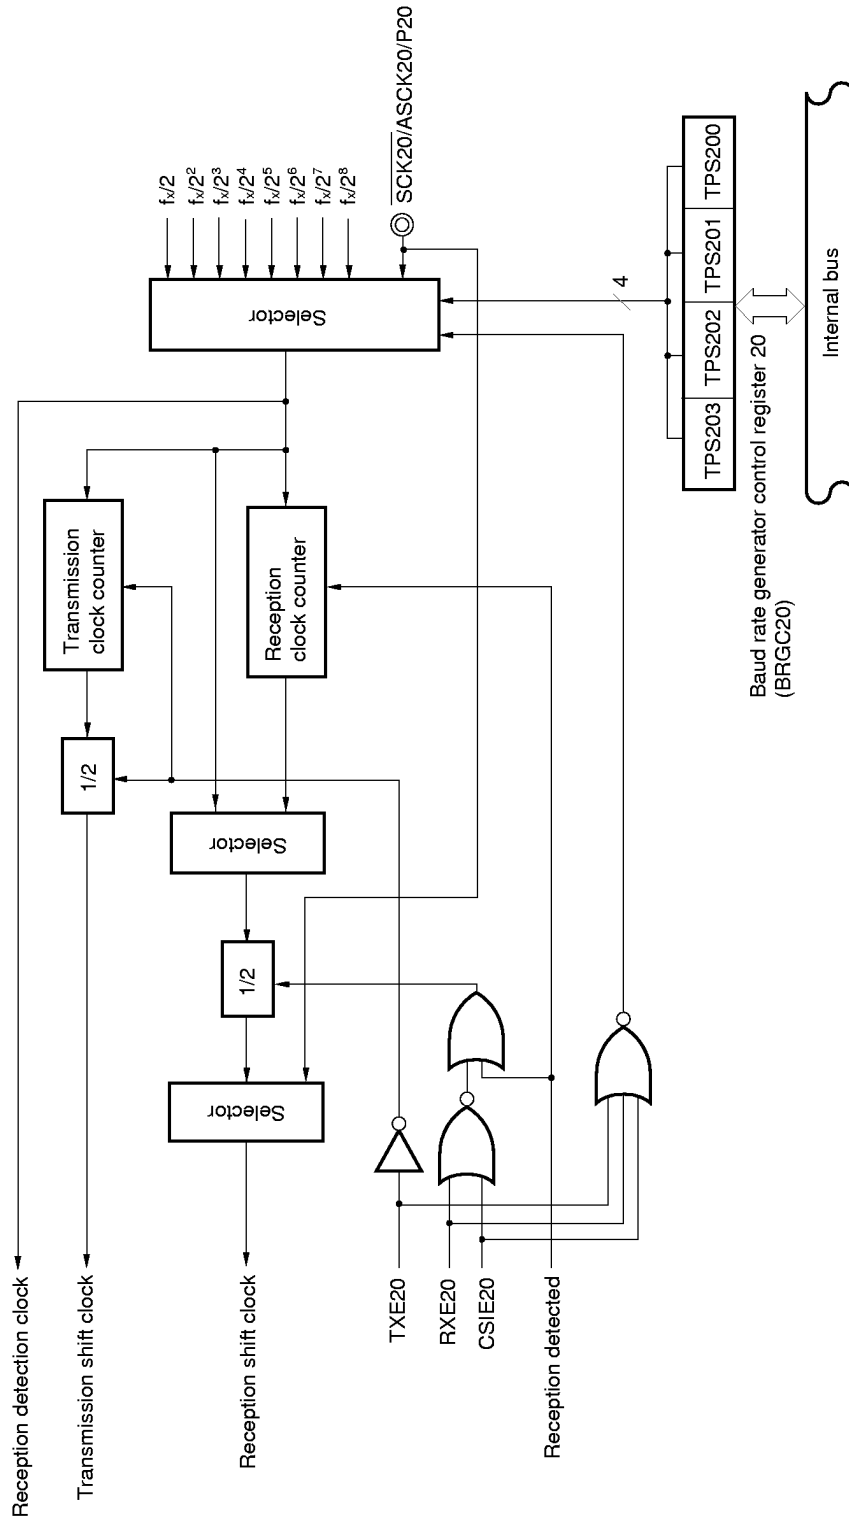 Reception detection clock
Transmission shift clock
Reception shift clock
TXE20
RXE20
CSIE20
Reception detected
Selector
1/2
Selector
1/2
Transmission
clock counter
Reception
clock counter
Selector
fx/2
fx/2²
fx/2³
fx/2⁴
fx/2⁵
fx/2⁶
fx/2⁷
fx/2⁸
SCK20/ASCK20/P20
4
TPS203 TPS202 TPS201 TPS200
Baud rate generator control register 20
(BRGC20)
Internal bus